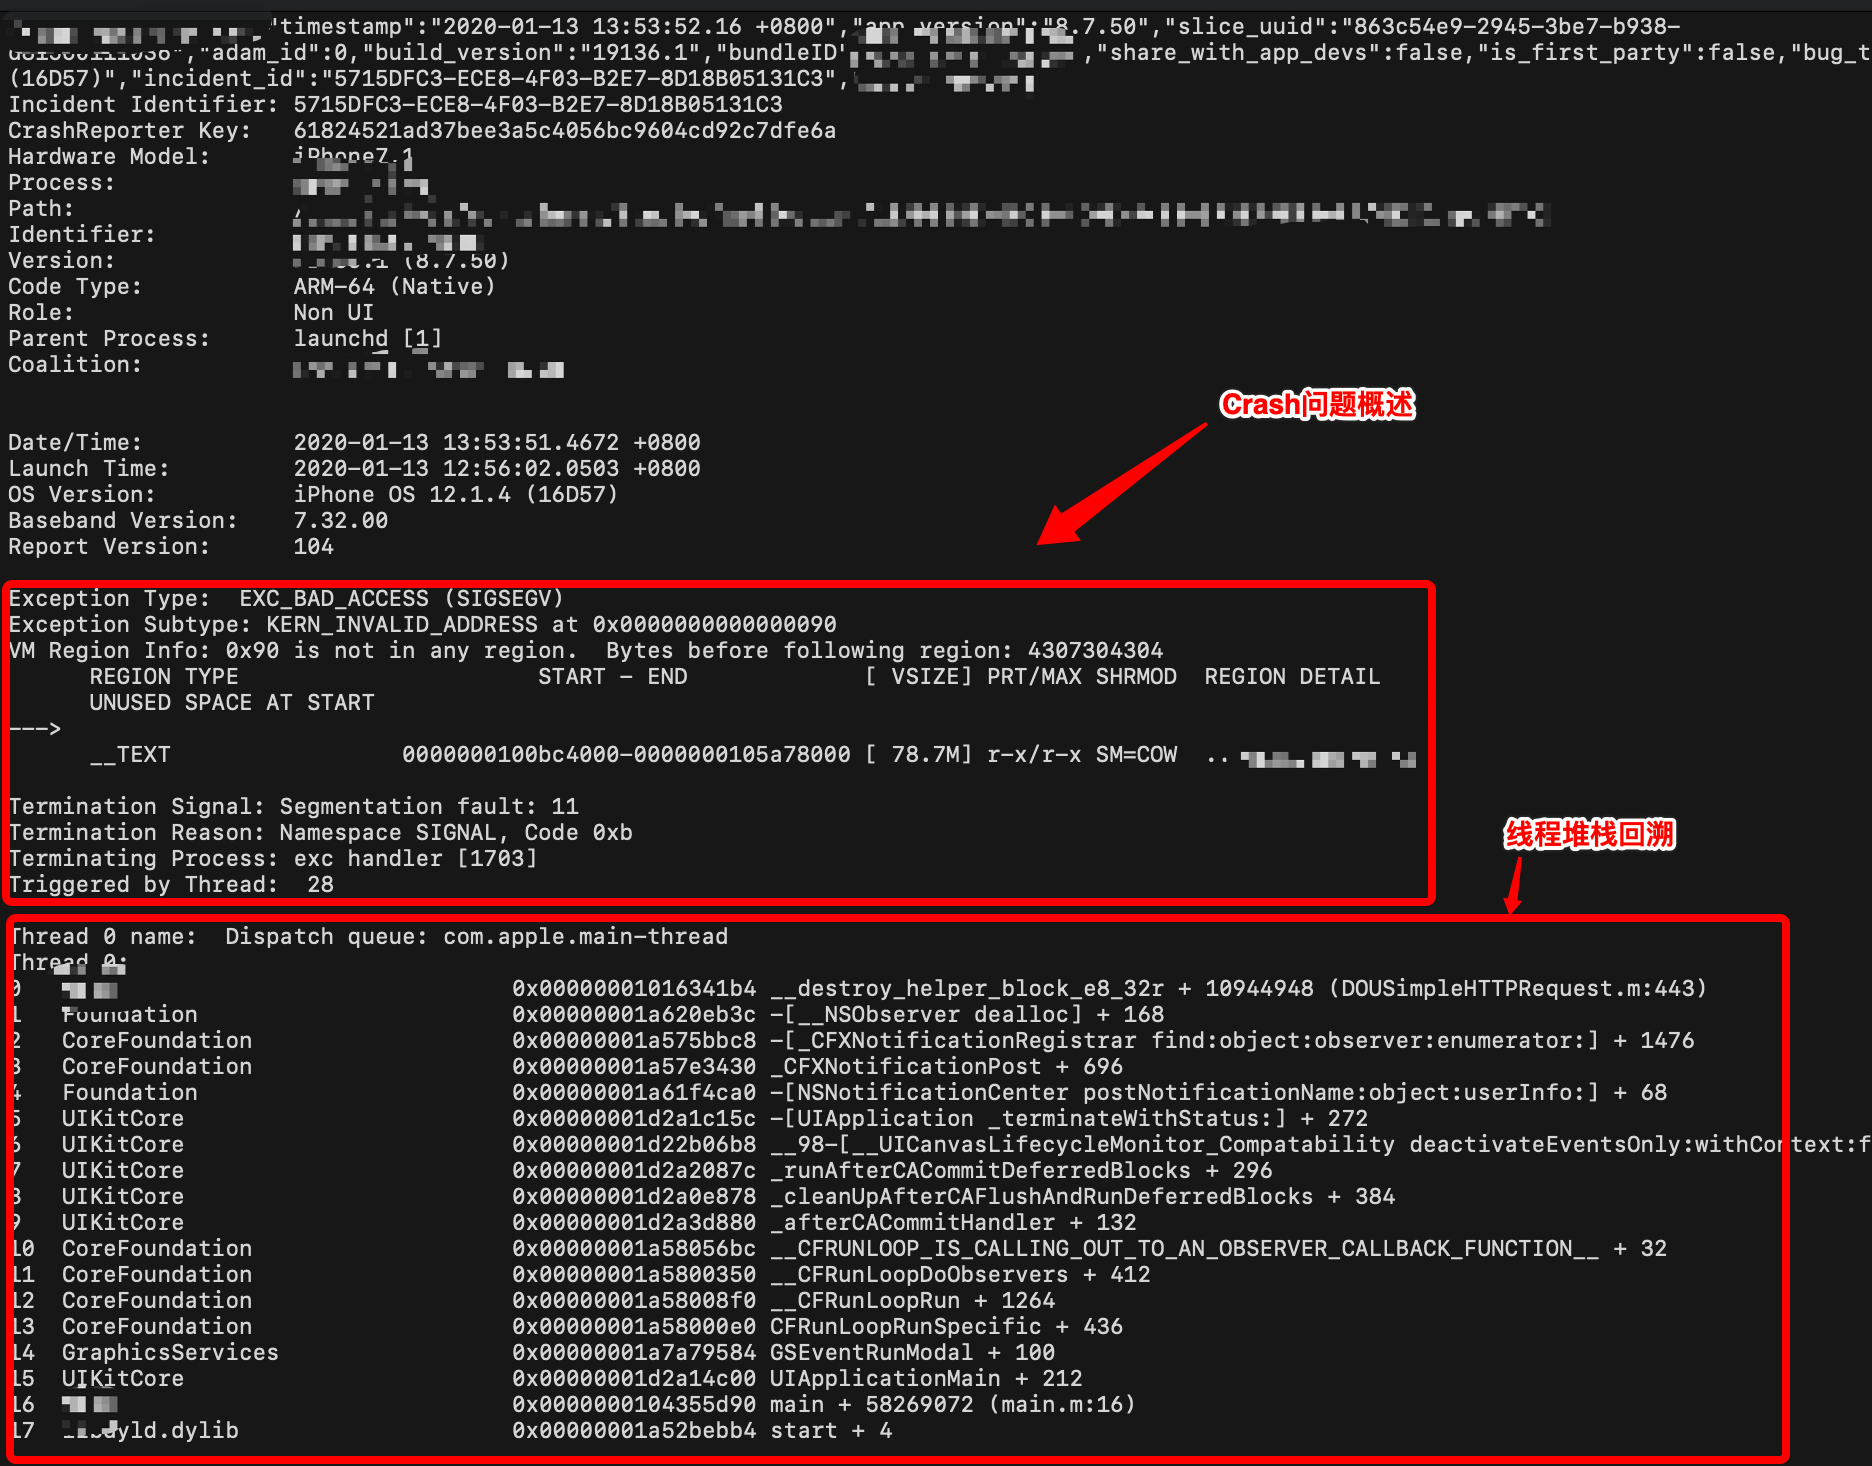 "timestamp":"2020-01-13 13:53:52.16 +0800","app_version":"8.7.50","slice_uuid":"863c54e9-2945-3be7-b938-
"adam_id":0,"build_version":"19136.1","bundleID" ,"share_with_app_devs":false,"is_first_party":false,"bug_t
(16D57)","incident_id":"5715DFC3-ECE8-4F03-B2E7-8D18B05131C3",
Incident Identifier: 5715DFC3-ECE8-4F03-B2E7-8D18B05131C3
CrashReporter Key: 61824521ad37bee3a5c4056bc9604cd92c7dfe6a
Hardware Model: iPhone7,1
Process:
Path: /
Identifier:
Version: (8.7.50)
Code Type: ARM-64 (Native)
Role: Non UI
Parent Process: launchd [1]
Coalition:
Crash问题概述
Date/Time: 2020-01-13 13:53:51.4672 +0800
Launch Time: 2020-01-13 12:56:02.0503 +0800
OS Version: iPhone OS 12.1.4 (16D57)
Baseband Version: 7.32.00
Report Version: 104
Exception Type: EXC_BAD_ACCESS (SIGSEGV)
Exception Subtype: KERN_INVALID_ADDRESS at 0x0000000000000090
VM Region Info: 0x90 is not in any region. Bytes before following region: 4307304304
REGION TYPE START - END [ VSIZE] PRT/MAX SHRMOD REGION DETAIL
UNUSED SPACE AT START
--->
__TEXT 0000000100bc4000-0000000105a78000 [ 78.7M] r-x/r-x SM=COW ..
Termination Signal: Segmentation fault: 11
Termination Reason: Namespace SIGNAL, Code 0xb
Terminating Process: exc handler [1703]
Triggered by Thread: 28
线程堆栈回溯
Thread 0 name: Dispatch queue: com.apple.main-thread
Thread 0:
0 0x00000001016341b4 __destroy_helper_block_e8_32r + 10944948 (DOUSimpleHTTPRequest.m:443)
1 Foundation 0x00000001a620eb3c -[__NSObserver dealloc] + 168
2 CoreFoundation 0x00000001a575bbc8 -[_CFXNotificationRegistrar find:object:observer:enumerator:] + 1476
3 CoreFoundation 0x00000001a57e3430 _CFXNotificationPost + 696
4 Foundation 0x00000001a61f4ca0 -[NSNotificationCenter postNotificationName:object:userInfo:] + 68
5 UIKitCore 0x00000001d2a1c15c -[UIApplication _terminateWithStatus:] + 272
6 UIKitCore 0x00000001d22b06b8 __98-[__UICanvasLifecycleMonitor_Compatability deactivateEventsOnly:withContext:f
7 UIKitCore 0x00000001d2a2087c _runAfterCACommitDeferredBlocks + 296
8 UIKitCore 0x00000001d2a0e878 _cleanUpAfterCAFlushAndRunDeferredBlocks + 384
9 UIKitCore 0x00000001d2a3d880 _afterCACommitHandler + 132
10 CoreFoundation 0x00000001a58056bc __CFRUNLOOP_IS_CALLING_OUT_TO_AN_OBSERVER_CALLBACK_FUNCTION__ + 32
11 CoreFoundation 0x00000001a5800350 __CFRunLoopDoObservers + 412
12 CoreFoundation 0x00000001a58008f0 __CFRunLoopRun + 1264
13 CoreFoundation 0x00000001a58000e0 CFRunLoopRunSpecific + 436
14 GraphicsServices 0x00000001a7a79584 GSEventRunModal + 100
15 UIKitCore 0x00000001d2a14c00 UIApplicationMain + 212
16 0x0000000104355d90 main + 58269072 (main.m:16)
17 libdyld.dylib 0x00000001a52bebb4 start + 4